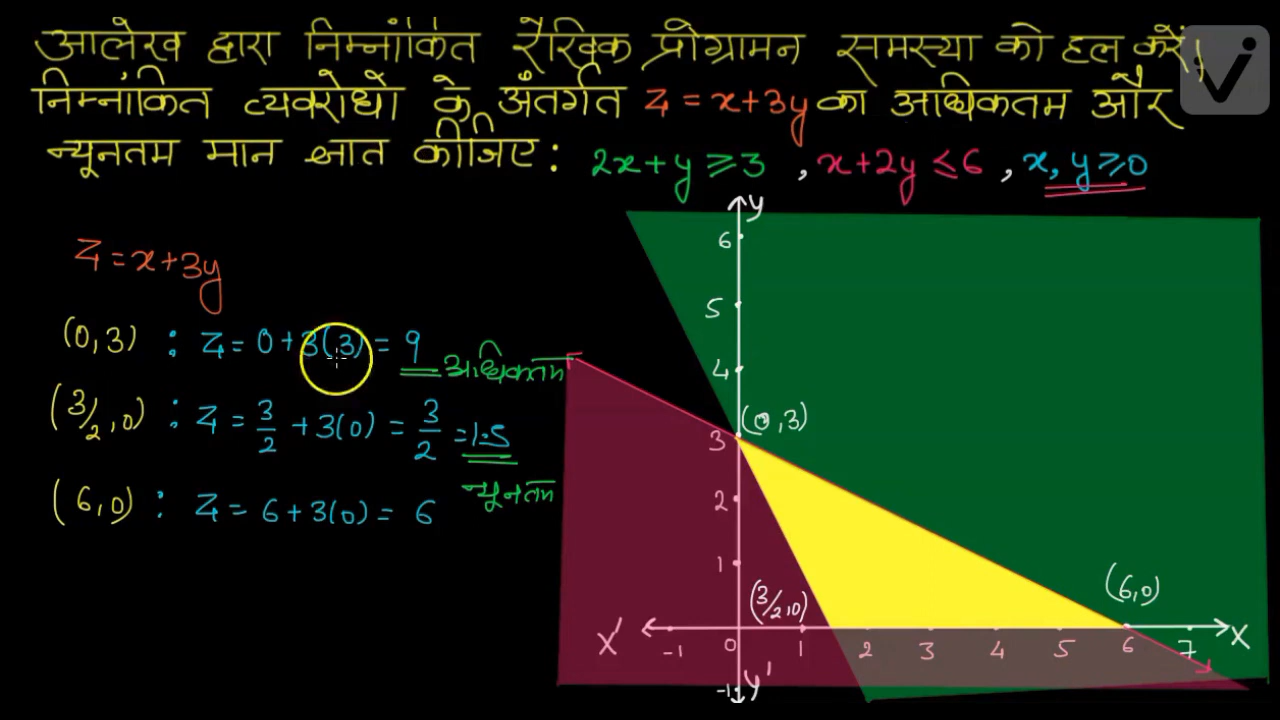 आलेख द्वारा निम्नांकित रैखिक प्रोग्रामन समस्या को हल करें।
निम्नांकित व्यवरोधों के अंतर्गत Z = x+3y का अधिकतम और
न्यूनतम मान ज्ञात कीजिए: 2x+y ≥ 3 , x+2y ≤ 6 , x, y ≥ 0
Z = x+3y
(0,3) : Z = 0+3(3) = 9 अधिकतम
(3/2,0) : Z = 3/2 + 3(0) = 3/2 = 1.5
न्यूनतम
(6,0) : Z = 6+3(0) = 6
y
6
5
4
3 (0,3)
2
1
(3/2,0) (6,0)
X' -1 0 1 2 3 4 5 6 7 X
-1 y'